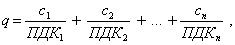 q = c₁/ПДК₁ + c₂/ПДК₂ + ... + cₙ/ПДКₙ ,